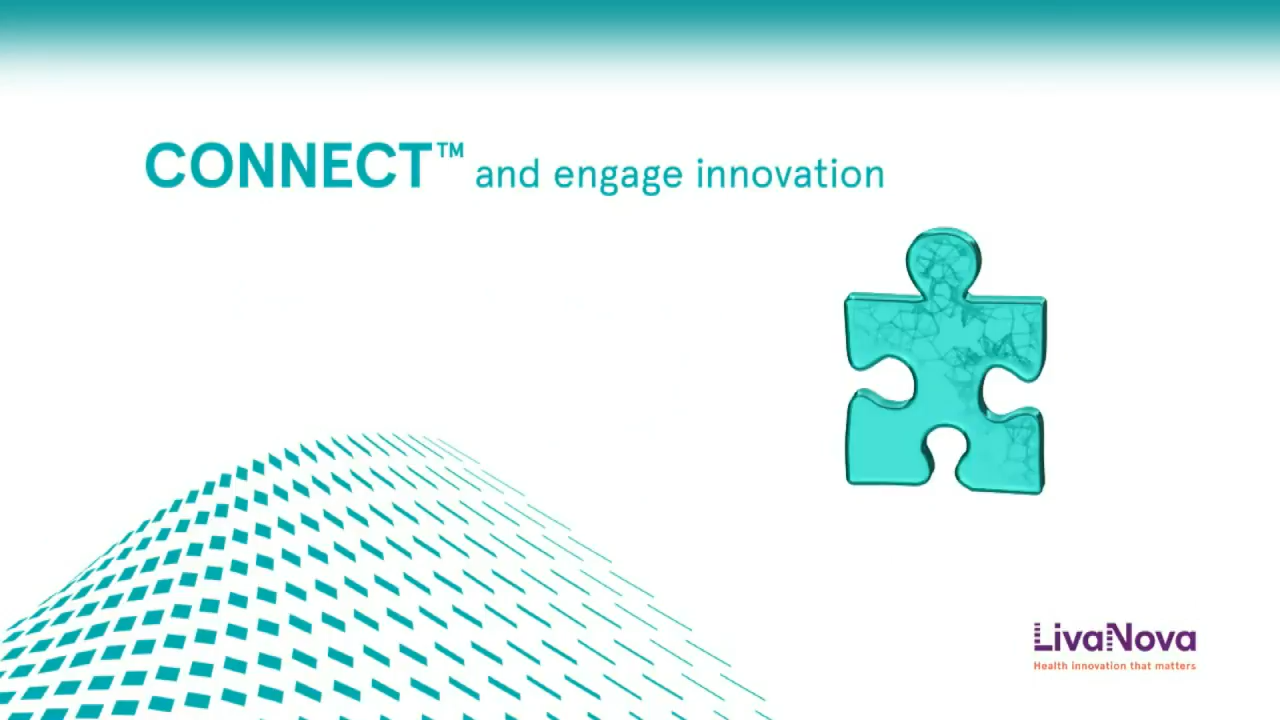 CONNECT™ and engage innovation
LivaNova
Health innovation that matters